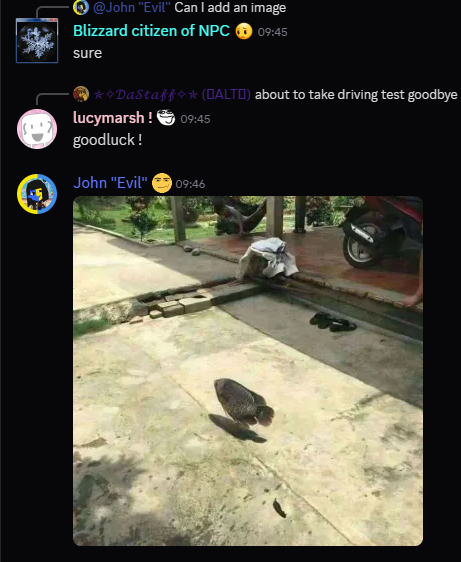 @John "Evil" Can I add an image
Blizzard citizen of NPC 09:45
sure
✯✧𝓓𝓪𝓢𝓽𝓪𝓯𝓯✧✯ (▯ALT▯) about to take driving test goodbye
lucymarsh ! 09:45
goodluck !
John "Evil" 09:46